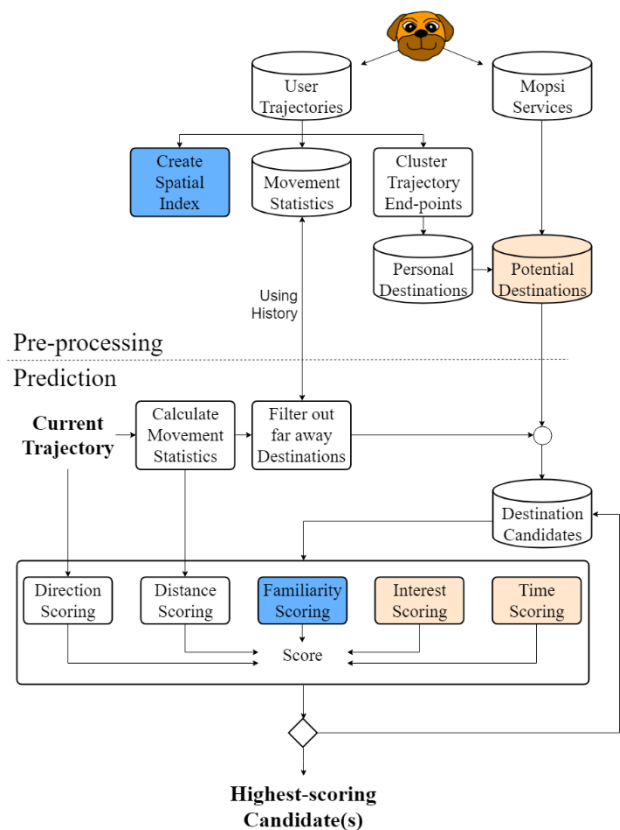 User
Trajectories
Mopsi
Services
Create
Spatial
Index
Movement
Statistics
Cluster
Trajectory
End-points
Personal
Destinations
Potential
Destinations
Using
History
Pre-processing
Prediction
Current
Trajectory
Calculate
Movement
Statistics
Filter out
far away
Destinations
Destination
Candidates
Direction
Scoring
Distance
Scoring
Familiarity
Scoring
Interest
Scoring
Time
Scoring
Score
Highest-scoring
Candidate(s)